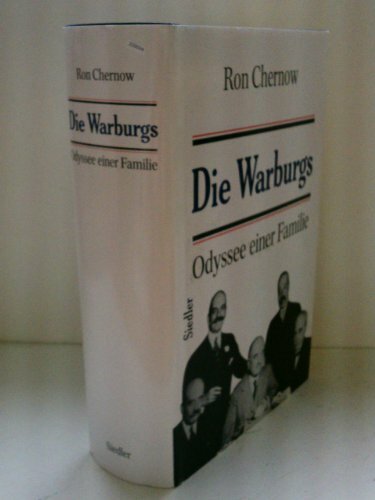 Ron Chernow
Die Warburgs
Odyssee einer Familie
Siedler
Ron Chernow
Die Warburgs
Odyssee einer Familie
Siedler